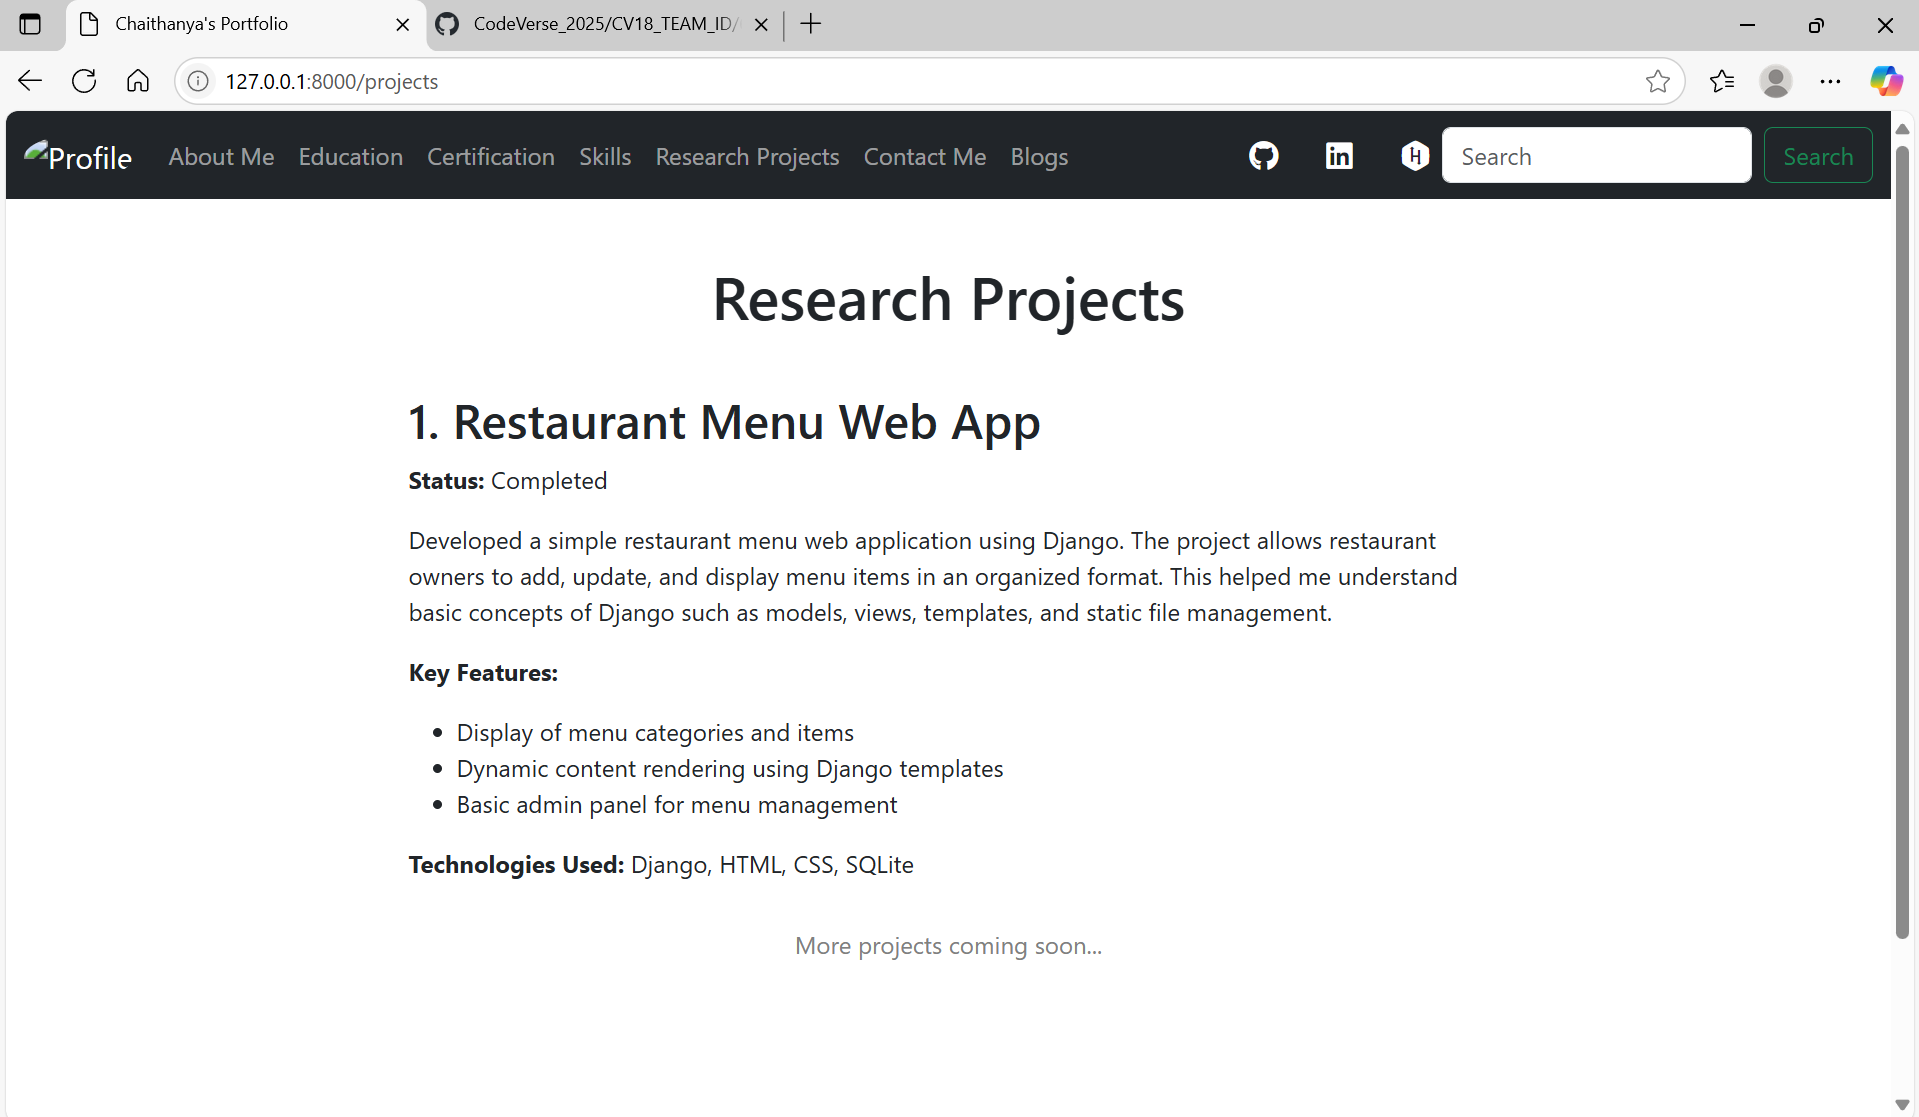 Chaithanya's Portfolio
CodeVerse_2025/CV18_TEAM_ID/
127.0.0.1:8000/projects
Profile
About Me
Education
Certification
Skills
Research Projects
Contact Me
Blogs
in
H
Search
Search
Research Projects
1. Restaurant Menu Web App
Status: Completed
Developed a simple restaurant menu web application using Django. The project allows restaurant
owners to add, update, and display menu items in an organized format. This helped me understand
basic concepts of Django such as models, views, templates, and static file management.
Key Features:
Display of menu categories and items
Dynamic content rendering using Django templates
Basic admin panel for menu management
Technologies Used: Django, HTML, CSS, SQLite
More projects coming soon...